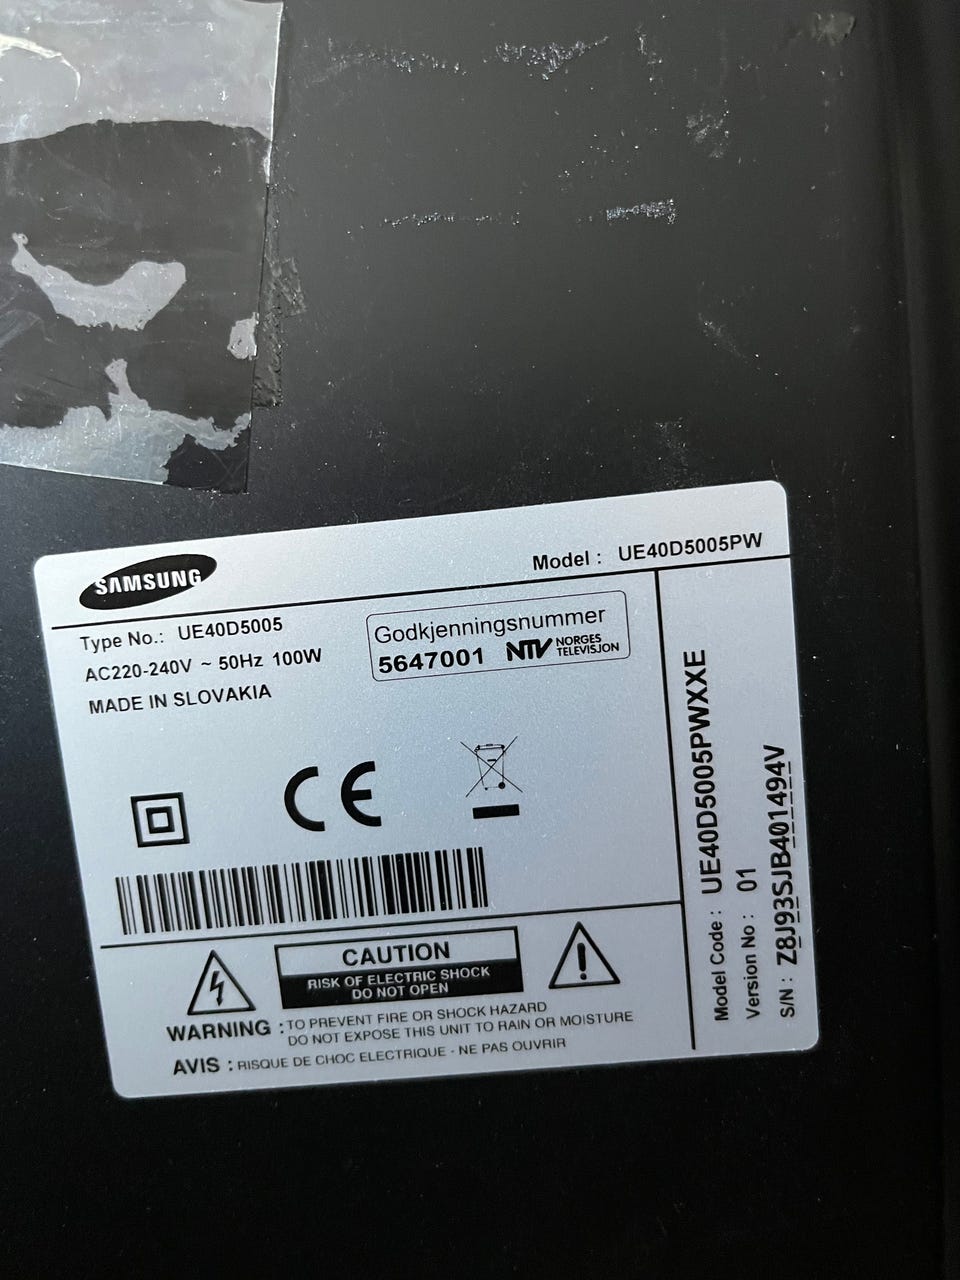 SAMSUNG
Model : UE40D5005PW
Type No.: UE40D5005
AC220-240V ~ 50Hz 100W
MADE IN SLOVAKIA
Godkjenningsnummer
5647001 NTV NORGES
TELEVISJON
CE
CAUTION
RISK OF ELECTRIC SHOCK
DO NOT OPEN
WARNING : TO PREVENT FIRE OR SHOCK HAZARD
DO NOT EXPOSE THIS UNIT TO RAIN OR MOISTURE
AVIS : RISQUE DE CHOC ELECTRIQUE - NE PAS OUVRIR
Model Code : UE40D5005PWXXE
Version No : 01
S/N : Z8J93SJB401494V